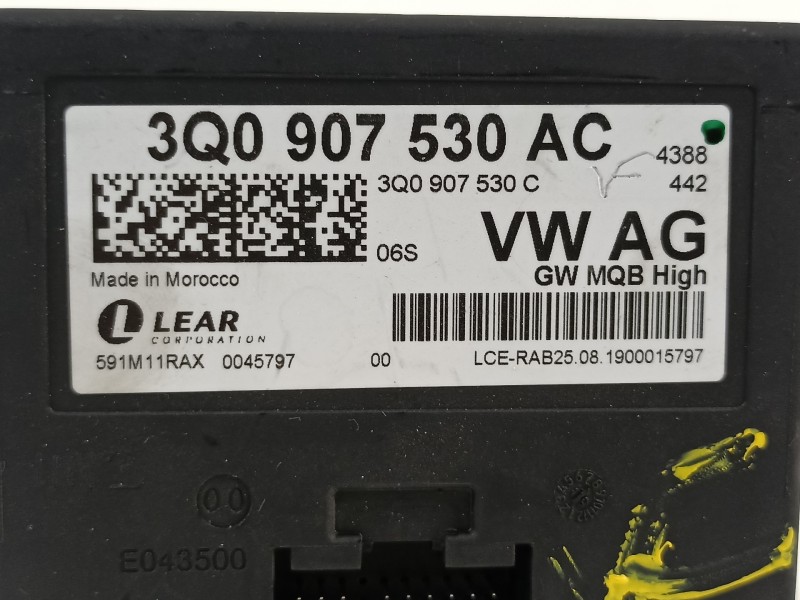 3Q0 907 530 AC
4388
3Q0 907 530 C
442
06S
VW AG
Made in Morocco
GW MQB High
LEAR
CORPORATION
591M11RAX 0045797
00
LCE-RAB25.08.1900015797
00
E043500